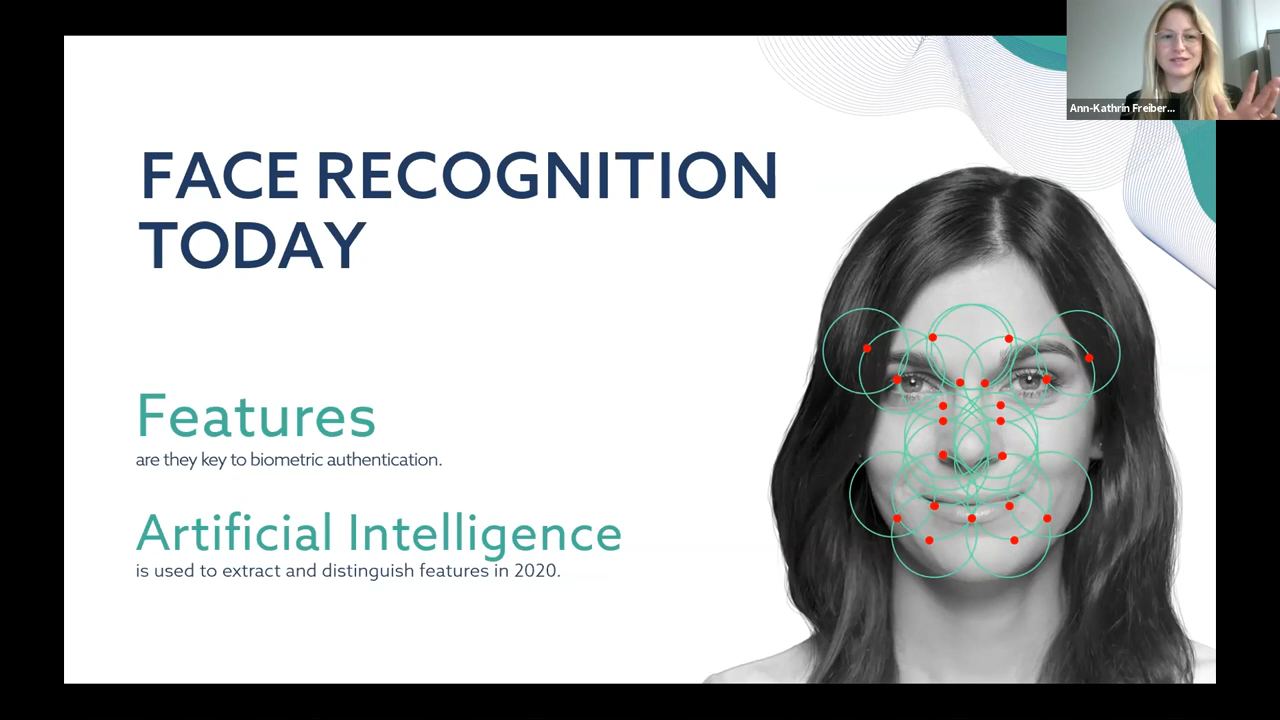 Ann-Kathrin Freiber...
FACE RECOGNITION
TODAY
Features
are they key to biometric authentication.
Artificial Intelligence
is used to extract and distinguish features in 2020.